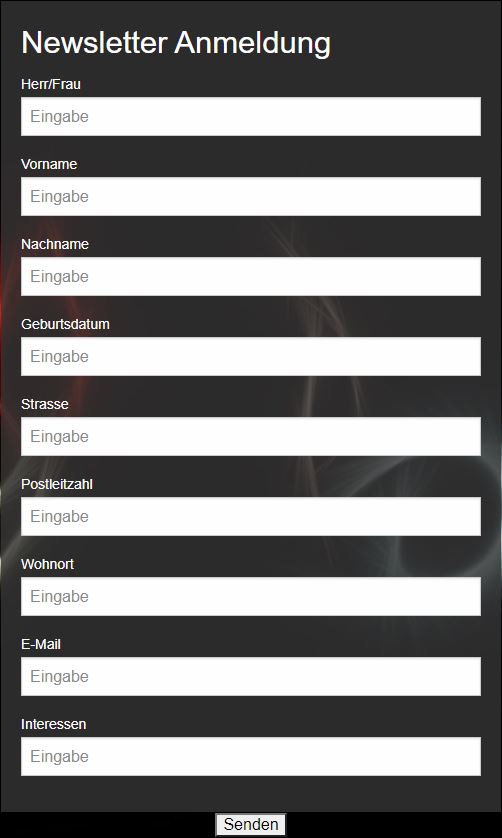 Newsletter Anmeldung
Herr/Frau
Eingabe
Vorname
Eingabe
Nachname
Eingabe
Geburtsdatum
Eingabe
Strasse
Eingabe
Postleitzahl
Eingabe
Wohnort
Eingabe
E-Mail
Eingabe
Interessen
Eingabe
Senden